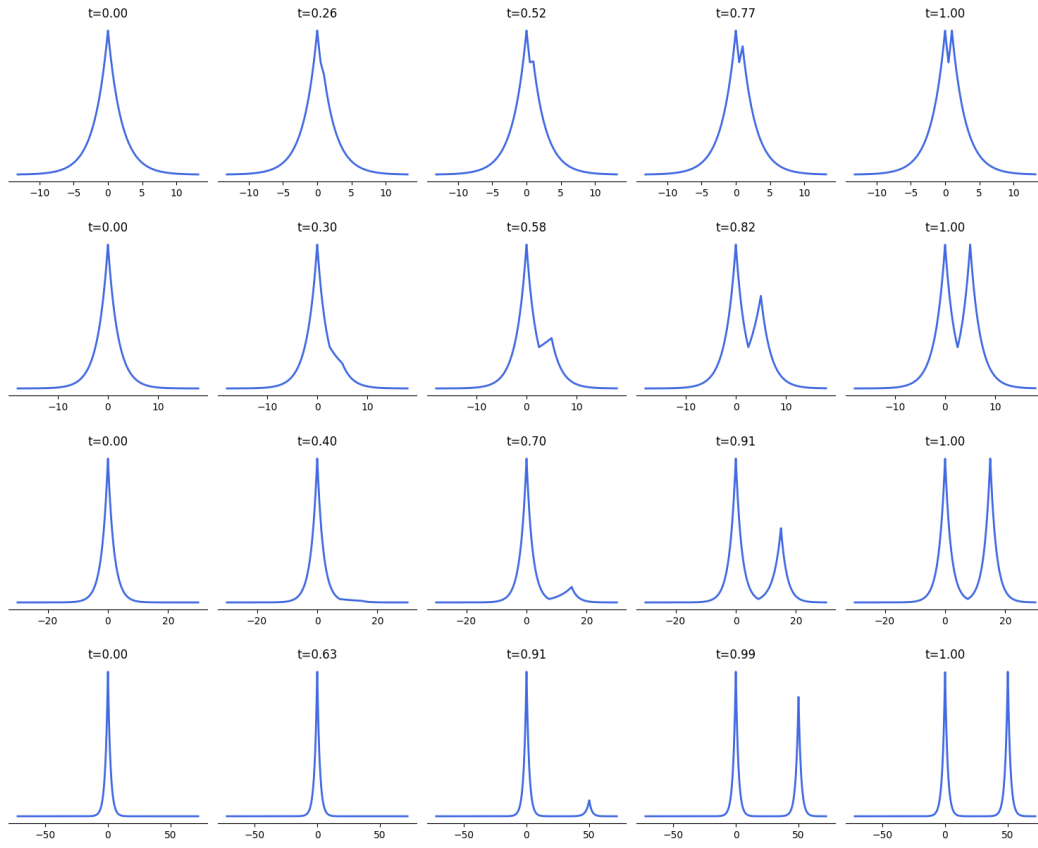 t=0.00 t=0.26 t=0.52 t=0.77 t=1.00
−10 −5 0 5 10 −10 −5 0 5 10 −10 −5 0 5 10 −10 −5 0 5 10 −10 −5 0 5 10
t=0.00 t=0.30 t=0.58 t=0.82 t=1.00
−10 0 10 −10 0 10 −10 0 10 −10 0 10 −10 0 10
t=0.00 t=0.40 t=0.70 t=0.91 t=1.00
−20 0 20 −20 0 20 −20 0 20 −20 0 20 −20 0 20
t=0.00 t=0.63 t=0.91 t=0.99 t=1.00
−50 0 50 −50 0 50 −50 0 50 −50 0 50 −50 0 50